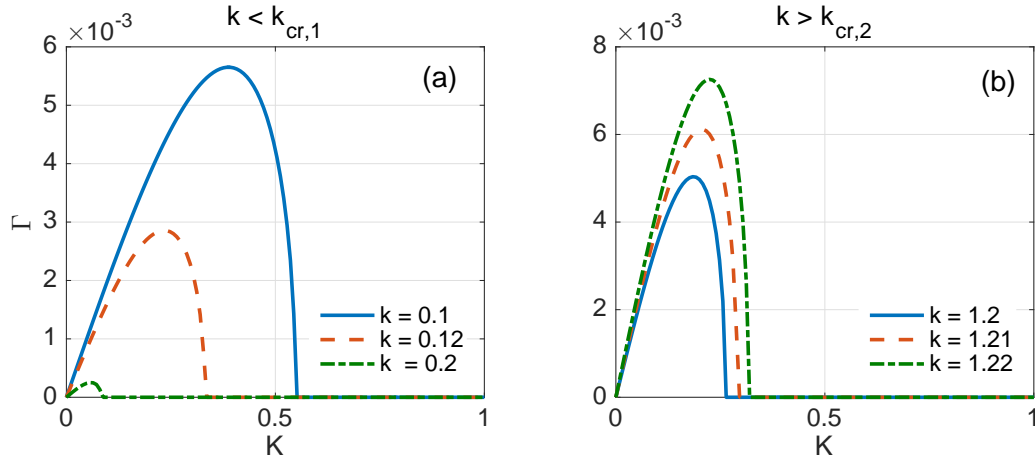 k < k_cr,1
×10^-3
(a)
6
5
4
3
2
1
0
Γ
k = 0.1
k = 0.12
k = 0.2
0
0.5
1
K
k > k_cr,2
×10^-3
(b)
8
6
4
2
0
k = 1.2
k = 1.21
k = 1.22
0
0.5
1
K